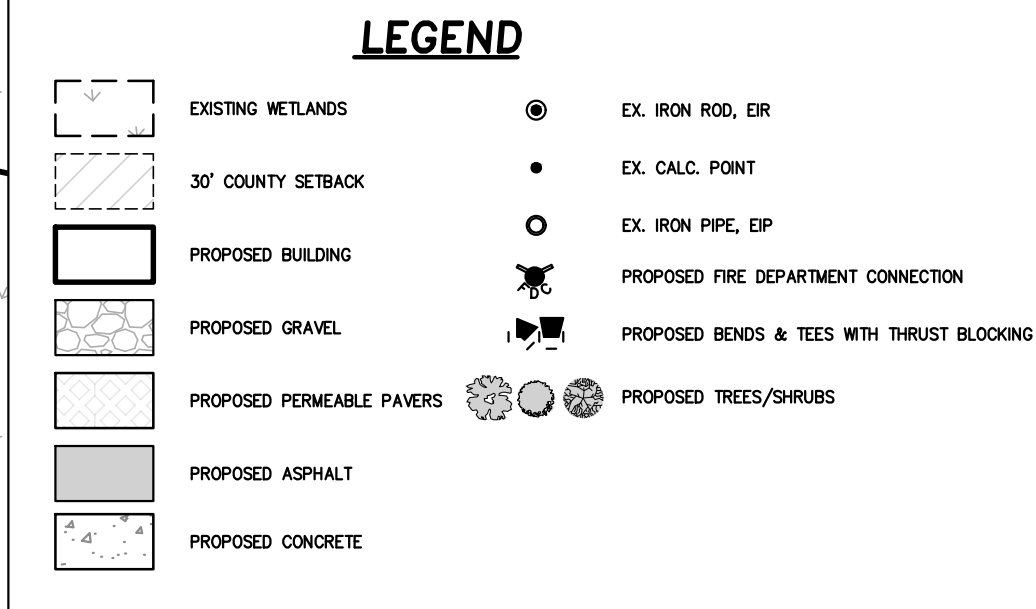 LEGEND
EXISTING WETLANDS
30' COUNTY SETBACK
PROPOSED BUILDING
PROPOSED GRAVEL
PROPOSED PERMEABLE PAVERS
PROPOSED ASPHALT
PROPOSED CONCRETE
EX. IRON ROD, EIR
EX. CALC. POINT
EX. IRON PIPE, EIP
FDC
PROPOSED FIRE DEPARTMENT CONNECTION
PROPOSED BENDS & TEES WITH THRUST BLOCKING
PROPOSED TREES/SHRUBS